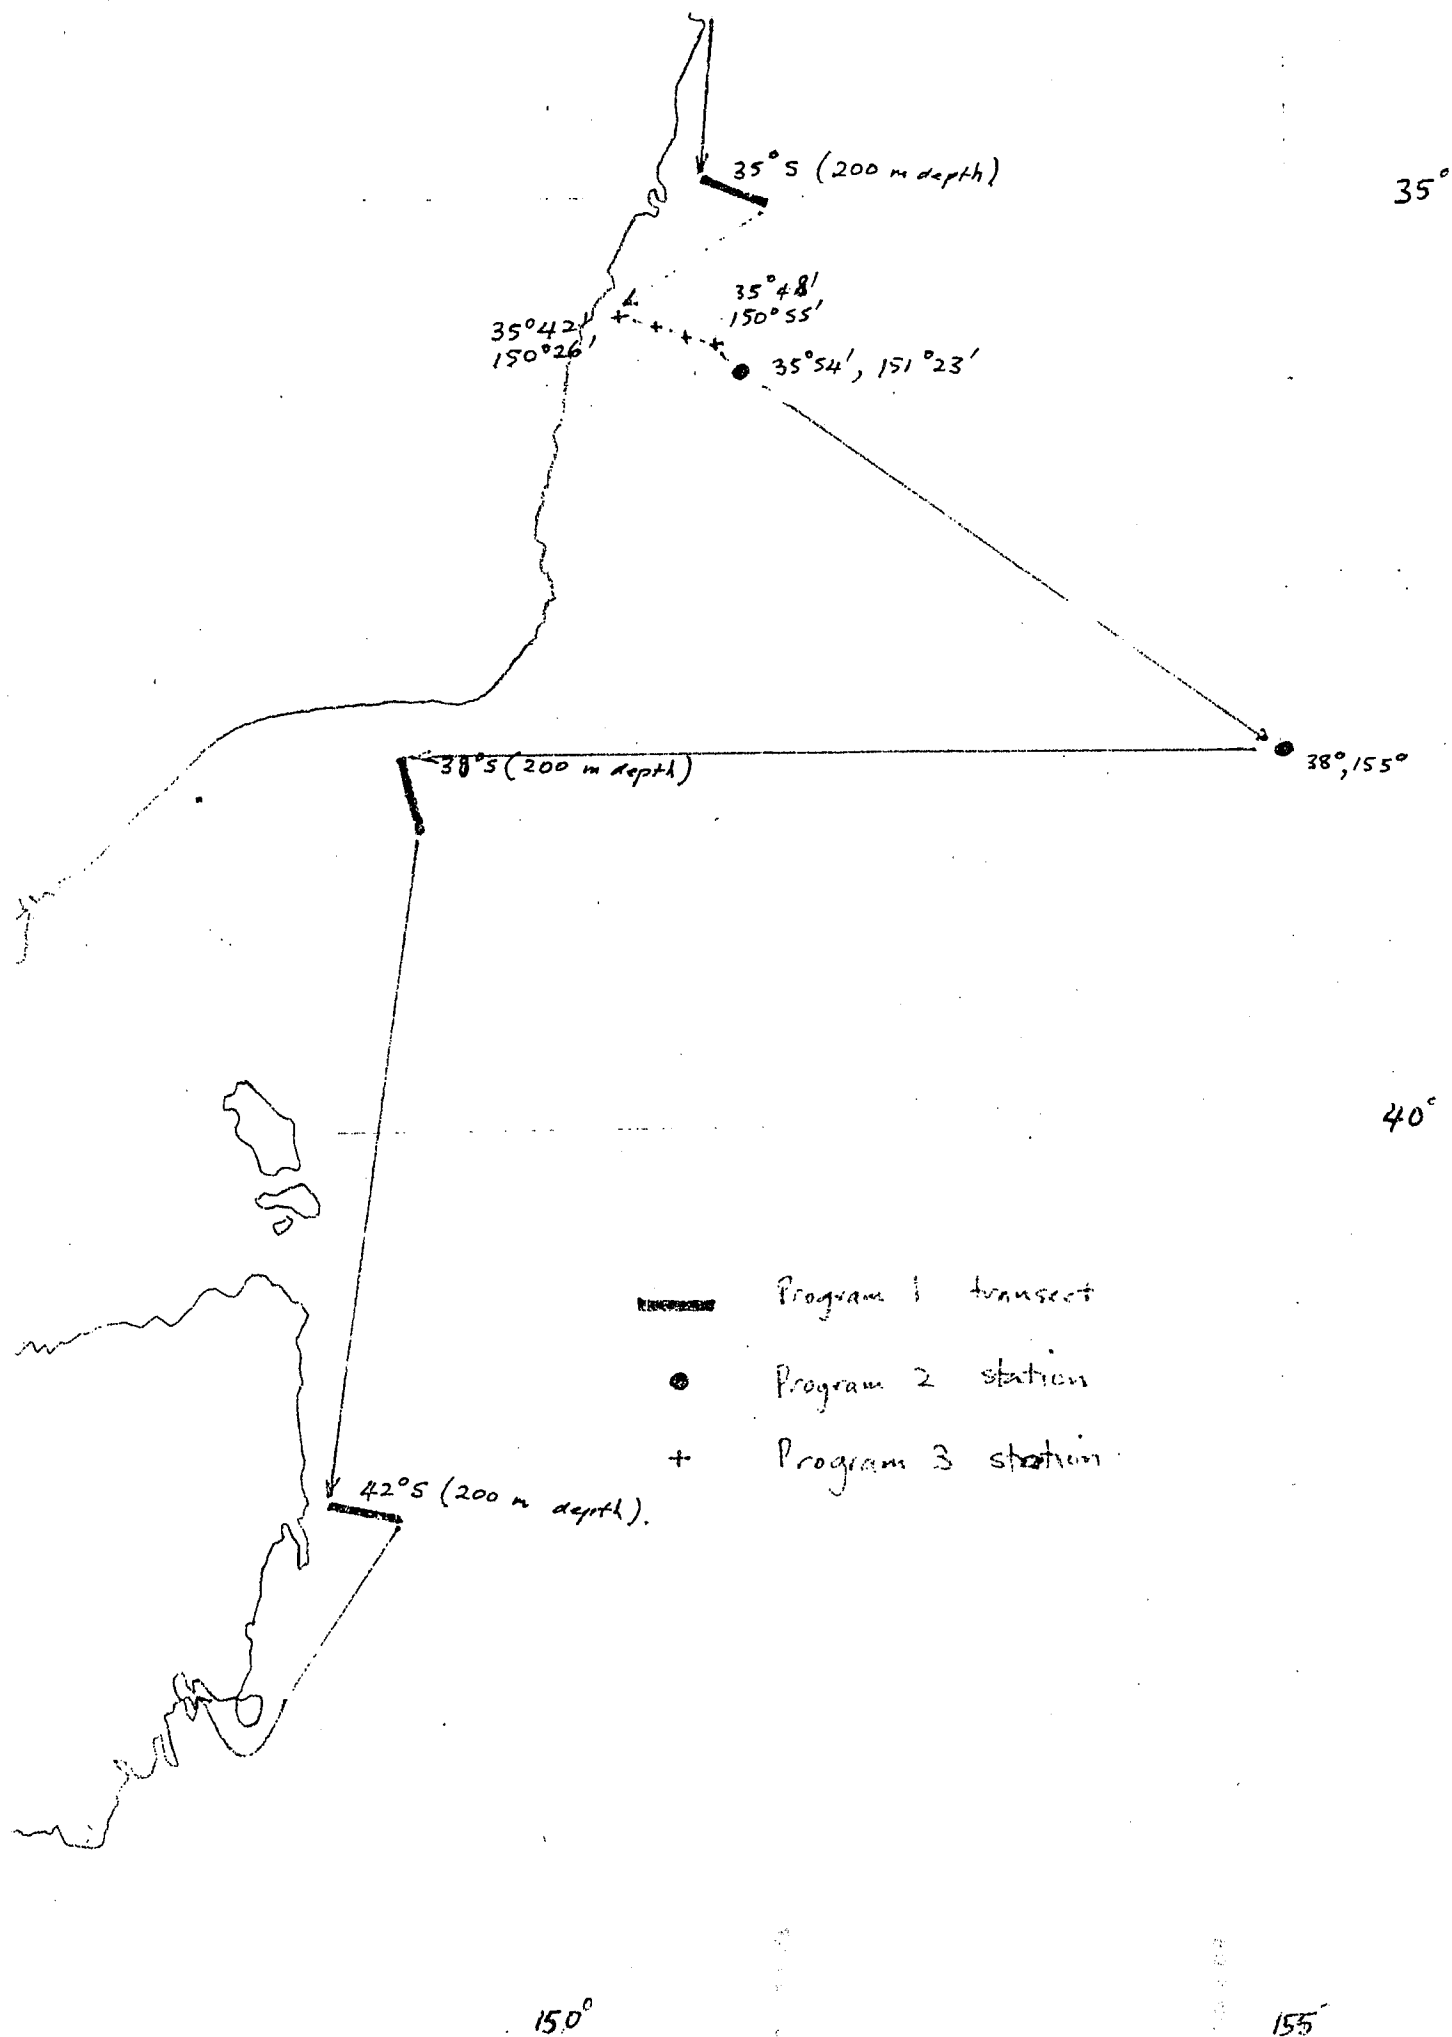 35°S (200 m depth)
35°
35°48'
150°55'
35°42'
150°26'
35°54', 151°23'
38°S (200 m depth)
38°, 155°
40°
Program 1 transect
Program 2 station
Program 3 station
42°S (200 m depth).
150°
155